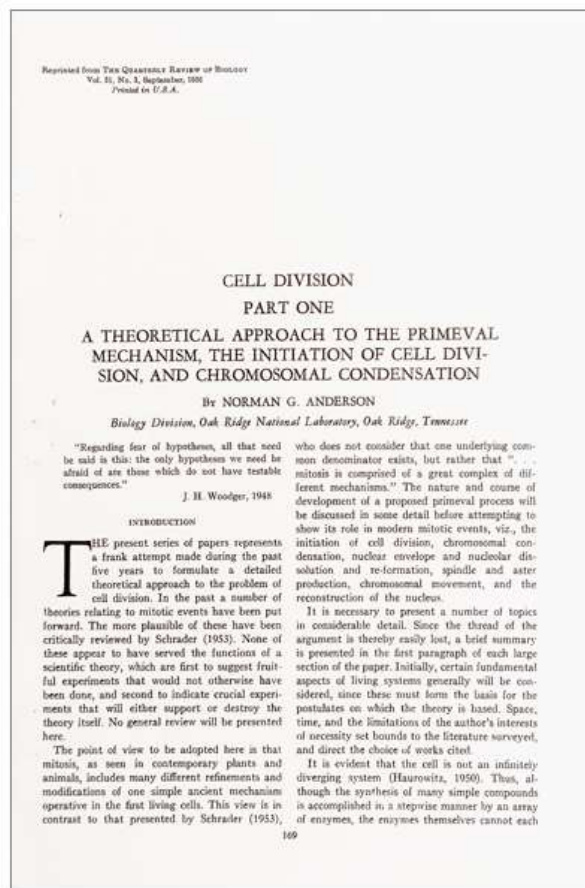 Reprinted from THE QUARTERLY REVIEW OF BIOLOGY
Vol. 31, No. 3, September, 1956
Printed in U.S.A.
CELL DIVISION
PART ONE
A THEORETICAL APPROACH TO THE PRIMEVAL
MECHANISM, THE INITIATION OF CELL DIVI-
SION, AND CHROMOSOMAL CONDENSATION
BY NORMAN G. ANDERSON
Biology Division, Oak Ridge National Laboratory, Oak Ridge, Tennessee
"Regarding fear of hypotheses, all that need
be said is this: the only hypotheses we need be
afraid of are those which do not have testable
consequences."
J. H. Woodger, 1948
INTRODUCTION
THE present series of papers represents
a frank attempt made during the past
five years to formulate a detailed
theoretical approach to the problem of
cell division. In the past a number of
theories relating to mitotic events have been put
forward. The more plausible of these have been
critically reviewed by Schrader (1953). None of
these appear to have served the functions of a
scientific theory, which are first to suggest fruit-
ful experiments that would not otherwise have
been done, and second to indicate crucial experi-
ments that will either support or destroy the
theory itself. No general review will be presented
here.
The point of view to be adopted here is that
mitosis, as seen in contemporary plants and
animals, includes many different refinements and
modifications of one simple ancient mechanism
operative in the first living cells. This view is in
contrast to that presented by Schrader (1953),
who does not consider that one underlying com-
mon denominator exists, but rather that ". . .
mitosis is comprised of a great complex of dif-
ferent mechanisms." The nature and course of
development of a proposed primeval process will
be discussed in some detail before attempting to
show its role in modern mitotic events, viz., the
initiation of cell division, chromosomal con-
densation, nuclear envelope and nucleolar dis-
solution and re-formation, spindle and aster
production, chromosomal movement, and the
reconstruction of the nucleus.
It is necessary to present a number of topics
in considerable detail. Since the thread of the
argument is thereby easily lost, a brief summary
is presented in the first paragraph of each large
section of the paper. Initially, certain fundamental
aspects of living systems generally will be con-
sidered, since these must form the basis for the
postulates on which the theory is based. Space,
time, and the limitations of the author's interests
of necessity set bounds to the literature surveyed,
and direct the choice of works cited.
It is evident that the cell is not an infinitely
diverging system (Haurowitz, 1950). Thus, al-
though the synthesis of many simple compounds
is accomplished in a stepwise manner by an array
of enzymes, the enzymes themselves cannot each
169